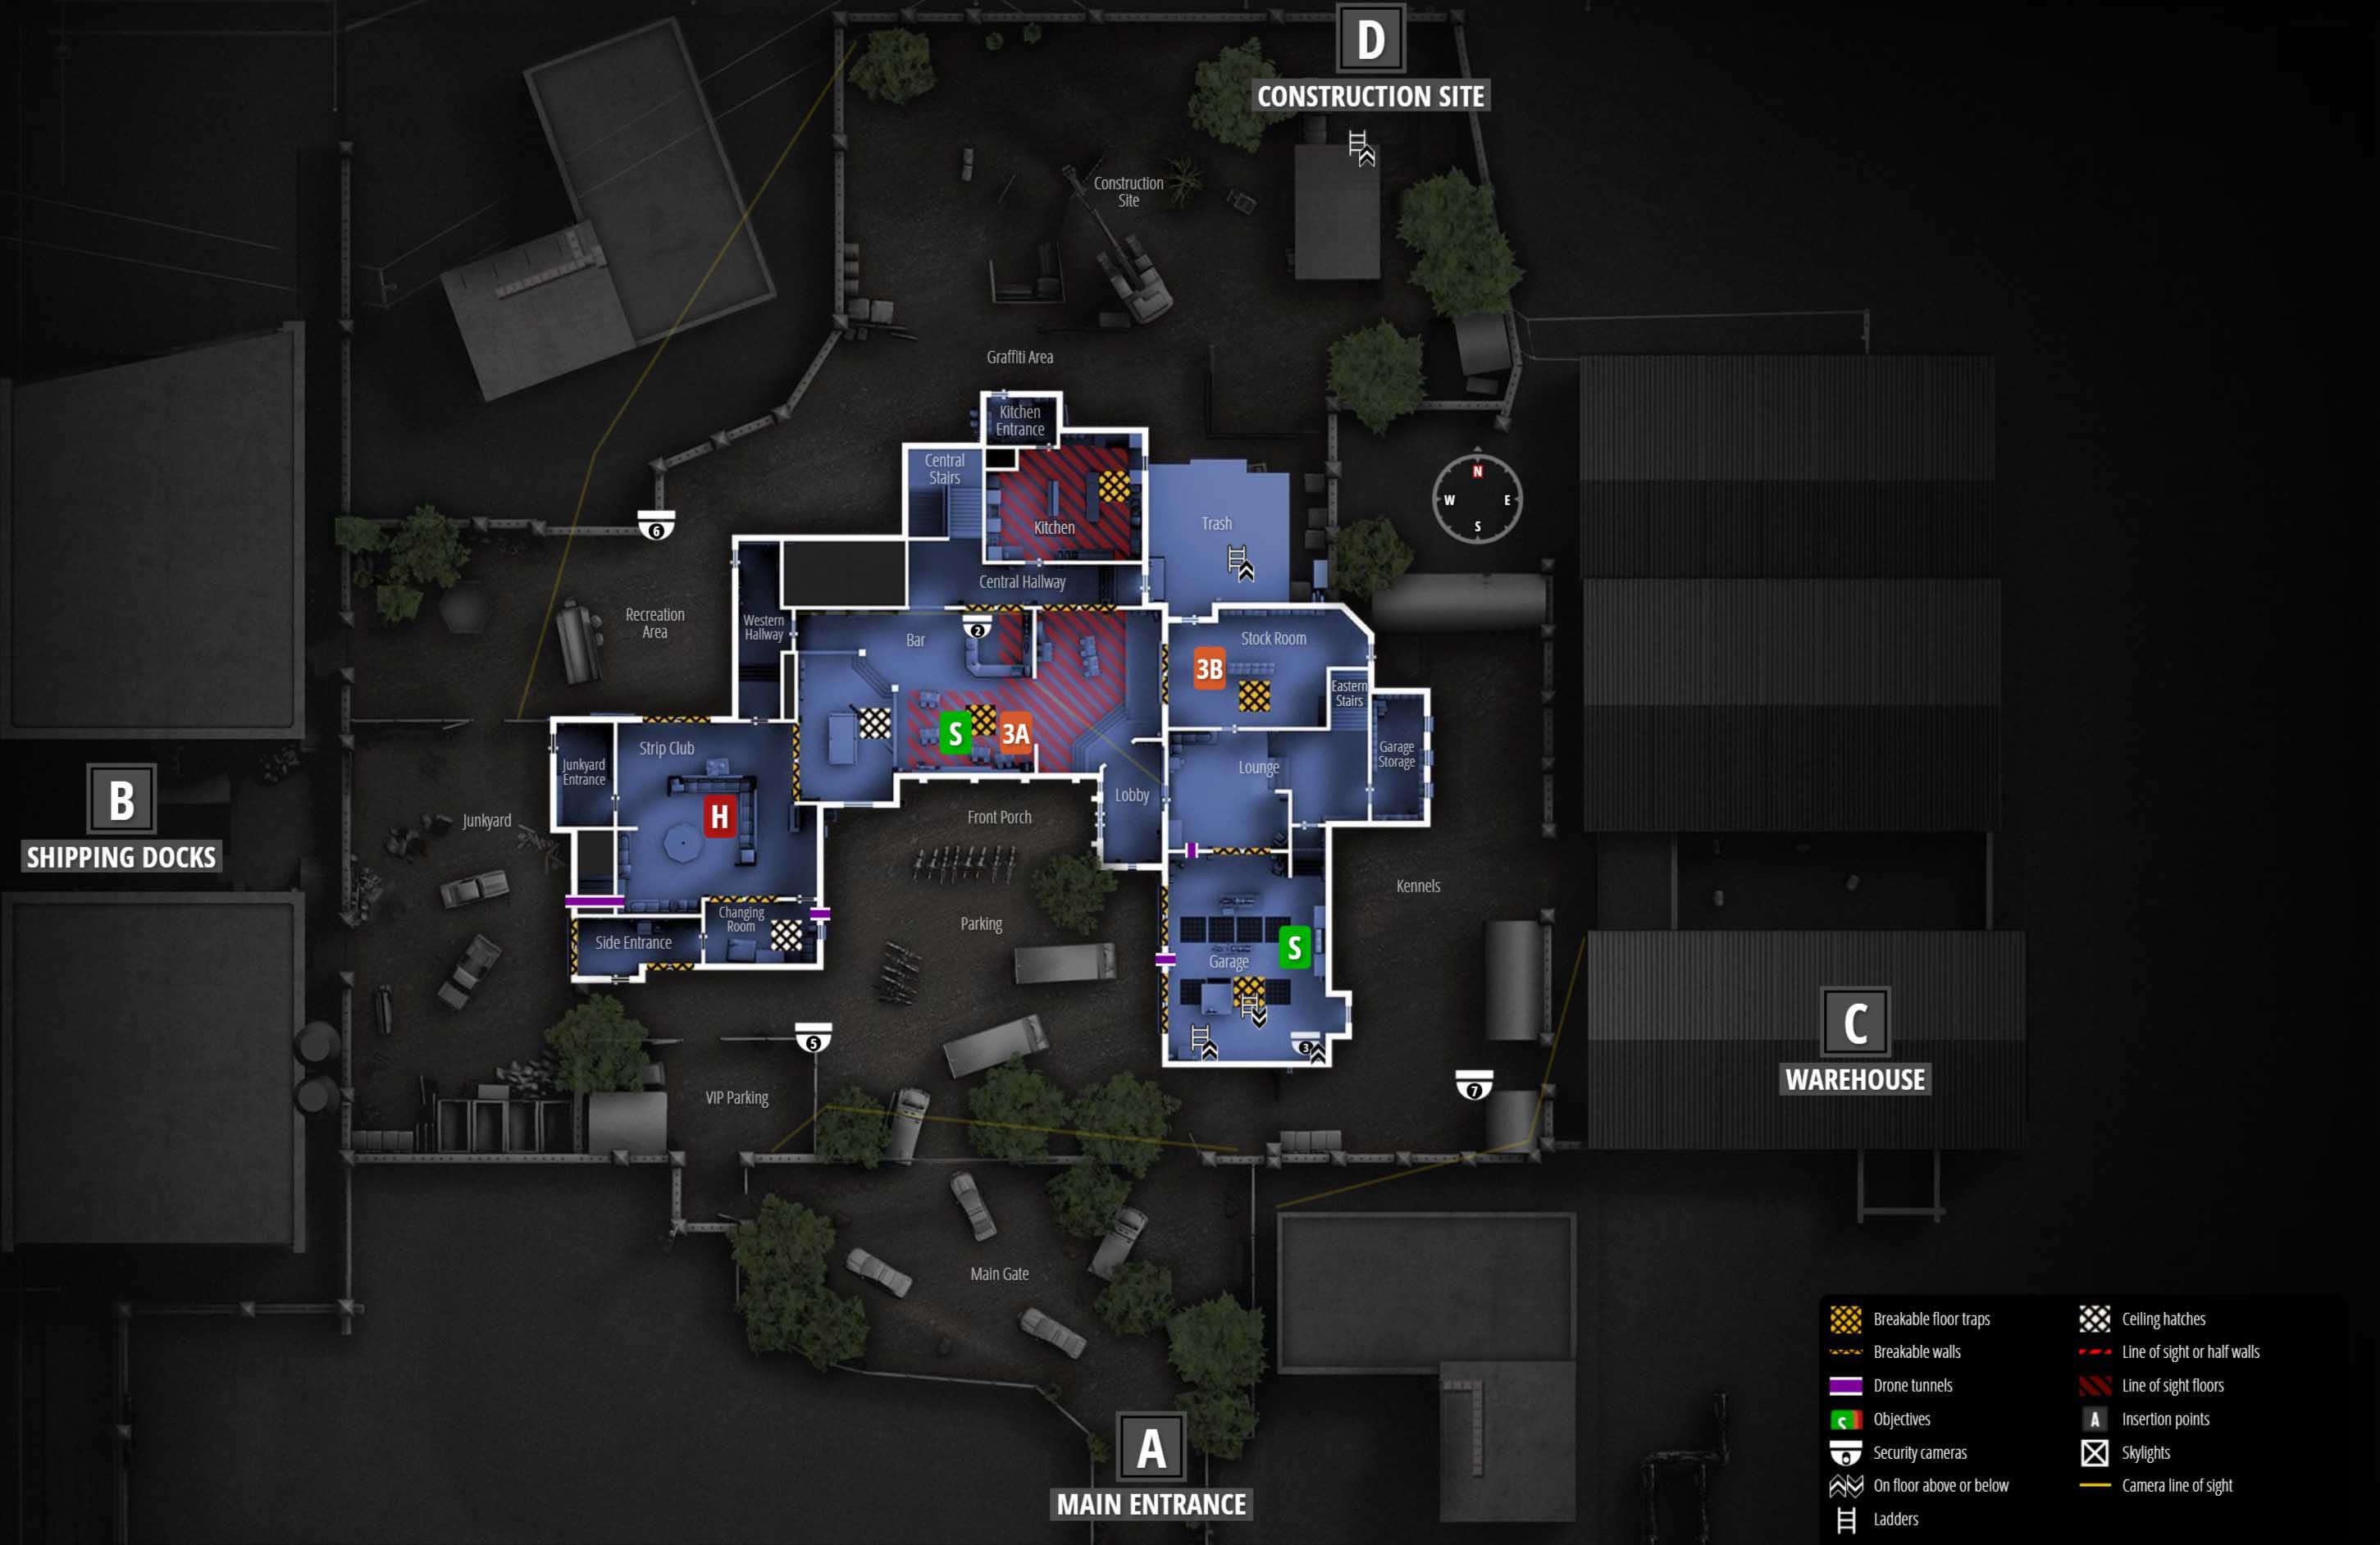 D
CONSTRUCTION SITE
Construction
Site
Graffiti Area
Kitchen
Entrance
Central
Stairs
N
W
E
S
6
Kitchen
Trash
Central Hallway
Recreation
Area
Western
Hallway
2
Bar
Stock Room
3B
Eastern
Stairs
S
3A
Strip Club
Junkyard
Entrance
Garage
Storage
Lounge
B
SHIPPING DOCKS
Junkyard
H
Lobby
Front Porch
Kennels
Changing
Room
Side Entrance
Parking
S
Garage
C
WAREHOUSE
5
3
7
VIP Parking
Main Gate
A
MAIN ENTRANCE
Breakable floor traps
Breakable walls
Drone tunnels
S
Objectives
Security cameras
On floor above or below
Ladders
Ceiling hatches
Line of sight or half walls
Line of sight floors
A
Insertion points
Skylights
Camera line of sight